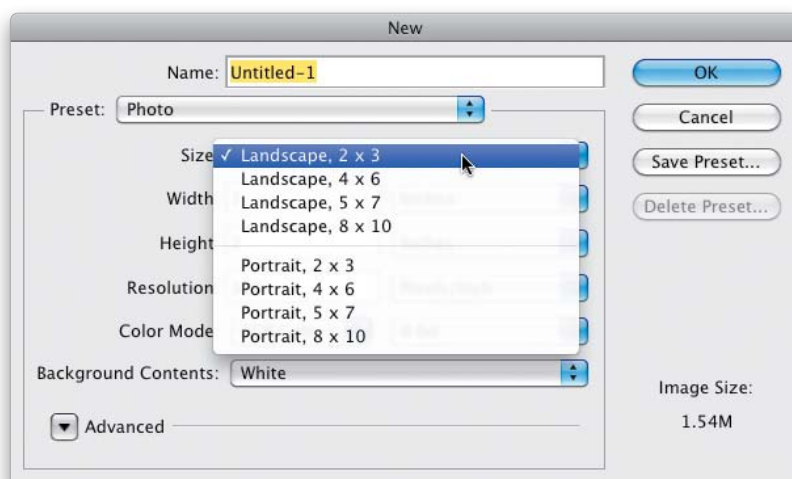 New
Name: Untitled-1
OK
Preset: Photo
Cancel
Size ✓ Landscape, 2 x 3
Save Preset...
Landscape, 4 x 6
Width
Landscape, 5 x 7
Delete Preset...
Landscape, 8 x 10
Height
Portrait, 2 x 3
Resolution Portrait, 4 x 6
Portrait, 5 x 7
Color Mode Portrait, 8 x 10
Background Contents: White
Image Size:
Advanced
1.54M